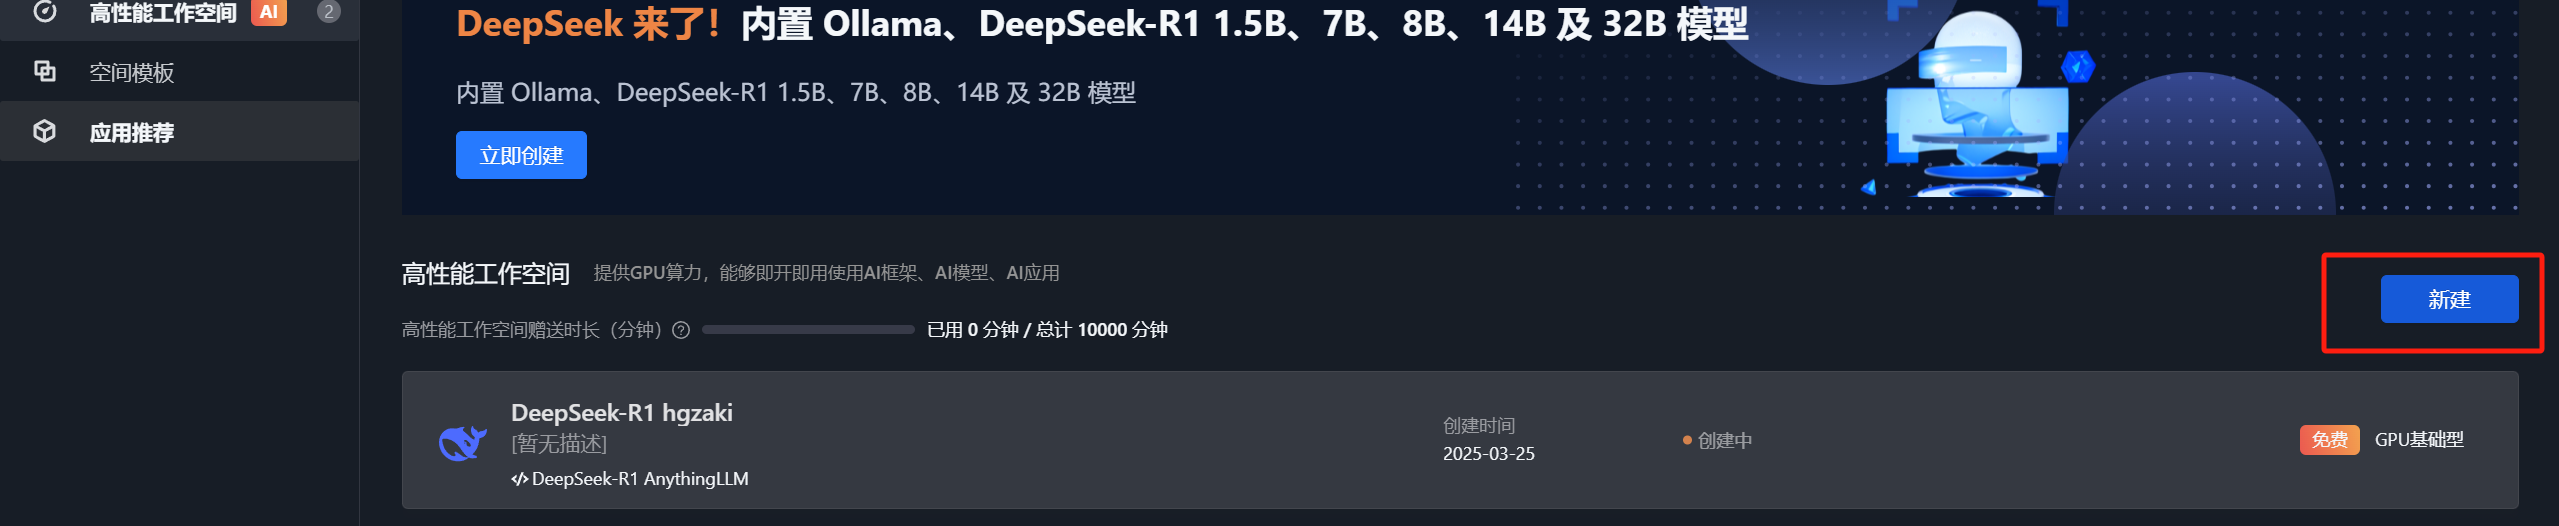 高性能工作空间 AI 2
空间模板
应用推荐
DeepSeek 来了！内置 Ollama、DeepSeek-R1 1.5B、7B、8B、14B 及 32B 模型
内置 Ollama、DeepSeek-R1 1.5B、7B、8B、14B 及 32B 模型
立即创建
高性能工作空间 提供GPU算力，能够即开即用使用AI框架、AI模型、AI应用
新建
高性能工作空间赠送时长（分钟）? 已用 0 分钟 / 总计 10000 分钟
DeepSeek-R1 hgzaki
[暂无描述]
</> DeepSeek-R1 AnythingLLM
创建时间
2025-03-25
创建中
免费 GPU基础型